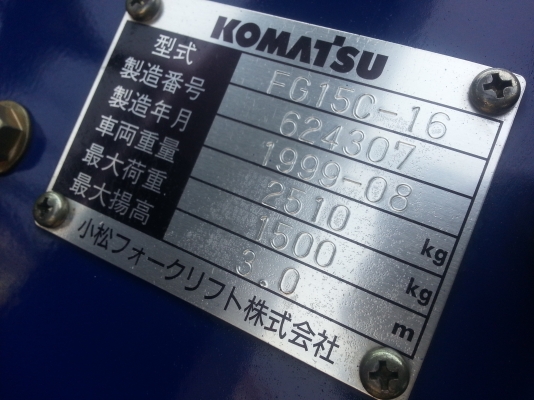 KOMATSU
型式 FG15C-16
製造番号 624307
製造年月 1999-08
車両重量 2510 kg
最大荷重 1500 kg
最大揚高 3.0 m
小松フォークリフト株式会社